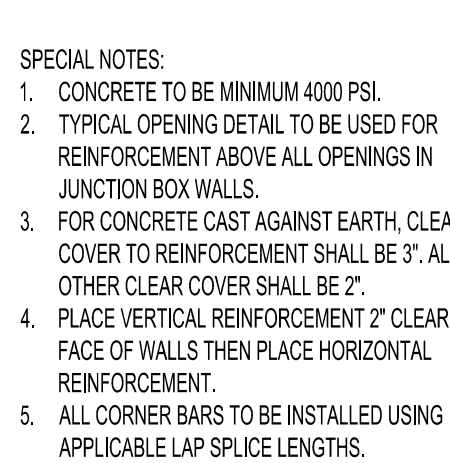 SPECIAL NOTES:
1. CONCRETE TO BE MINIMUM 4000 PSI.
2. TYPICAL OPENING DETAIL TO BE USED FOR
REINFORCEMENT ABOVE ALL OPENINGS IN
JUNCTION BOX WALLS.
3. FOR CONCRETE CAST AGAINST EARTH, CLEA
COVER TO REINFORCEMENT SHALL BE 3". AL
OTHER CLEAR COVER SHALL BE 2".
4. PLACE VERTICAL REINFORCEMENT 2" CLEAR
FACE OF WALLS THEN PLACE HORIZONTAL
REINFORCEMENT.
5. ALL CORNER BARS TO BE INSTALLED USING
APPLICABLE LAP SPLICE LENGTHS.